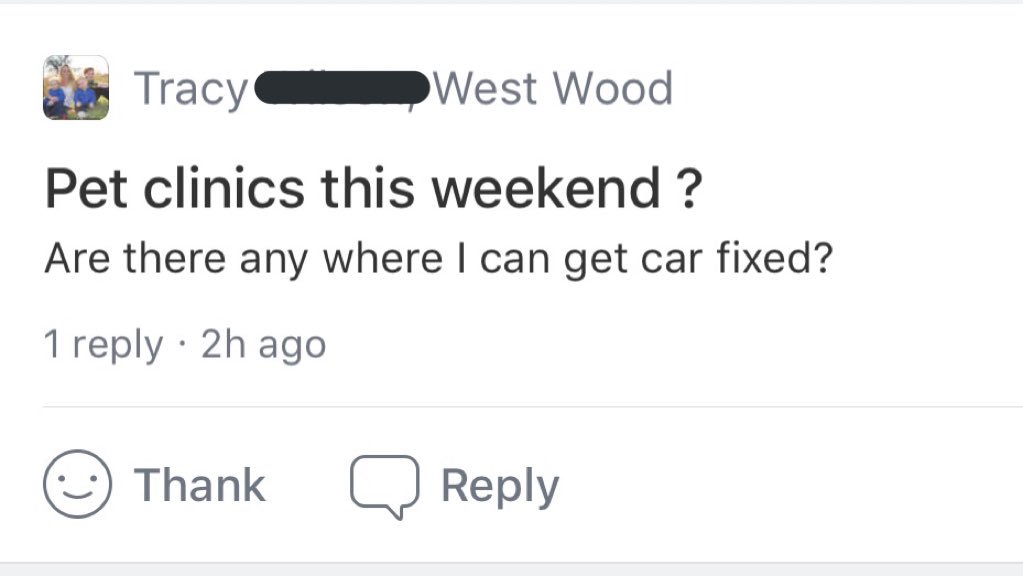 Tracy West Wood
Pet clinics this weekend ?
Are there any where I can get car fixed?
1 reply · 2h ago
Thank Reply